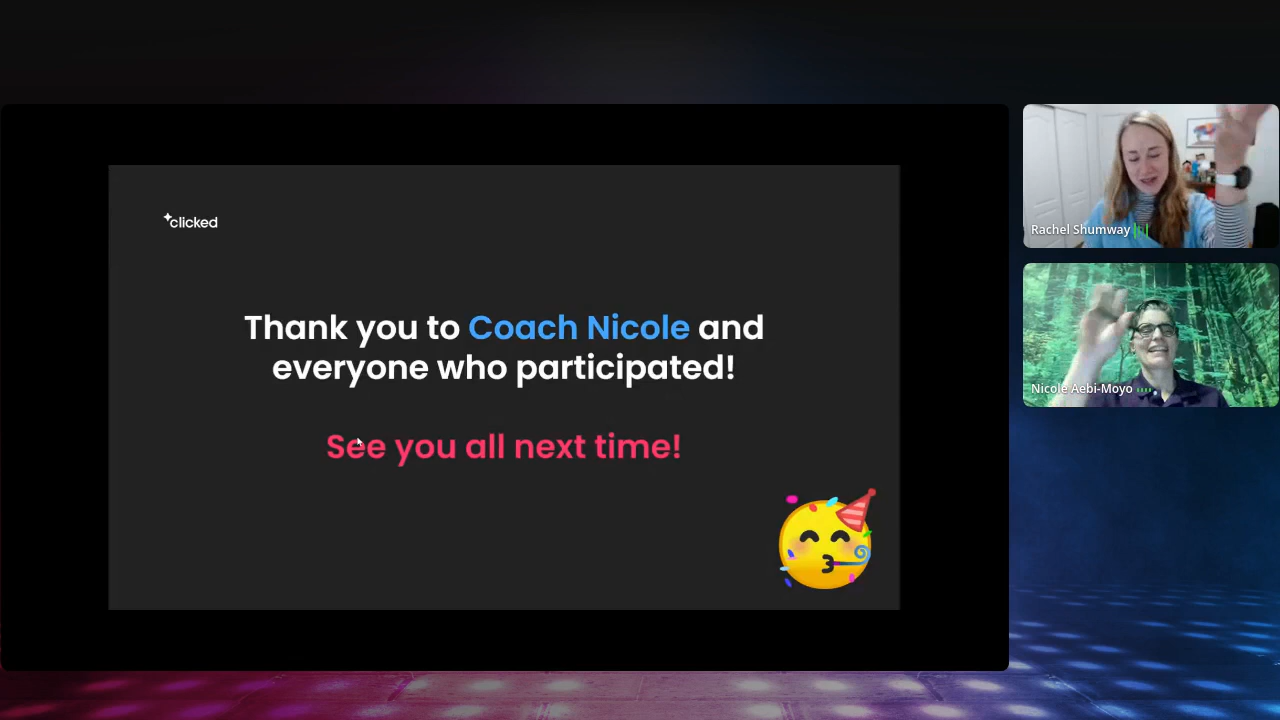 clicked
Thank you to Coach Nicole and
everyone who participated!
See you all next time!
Rachel Shumway
Nicole Aebi-Moyo